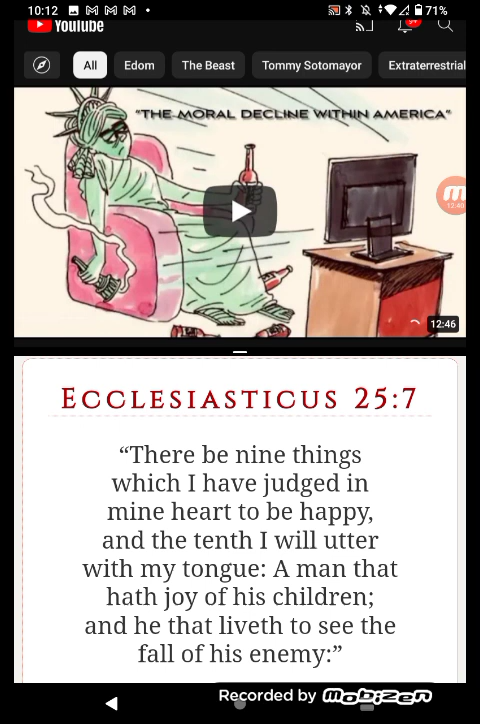 10:12
71%
YouTube
9+
All
Edom
The Beast
Tommy Sotomayor
Extraterrestrial
"THE MORAL DECLINE WITHIN AMERICA"
12:40
12:46
ECCLESIASTICUS 25:7
“There be nine things
which I have judged in
mine heart to be happy,
and the tenth I will utter
with my tongue: A man that
hath joy of his children;
and he that liveth to see the
fall of his enemy:”
Recorded by Mobizen